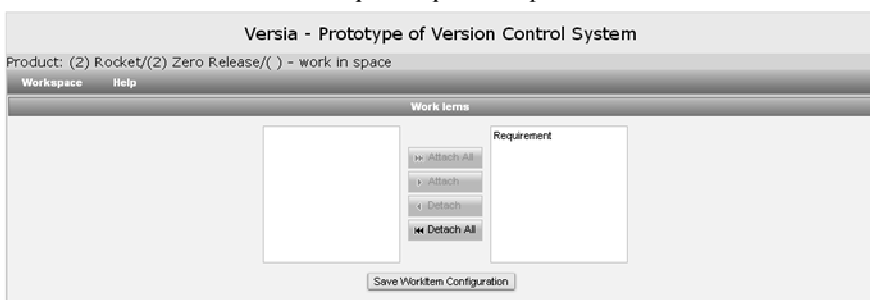 Versia - Prototype of Version Control System
Product: (2) Rocket/(2) Zero Release/( ) - work in space
Workspace Help
Work Iems
Requirement
Attach All
Attach
Detach
Detach All
Save WorkItem Configuration